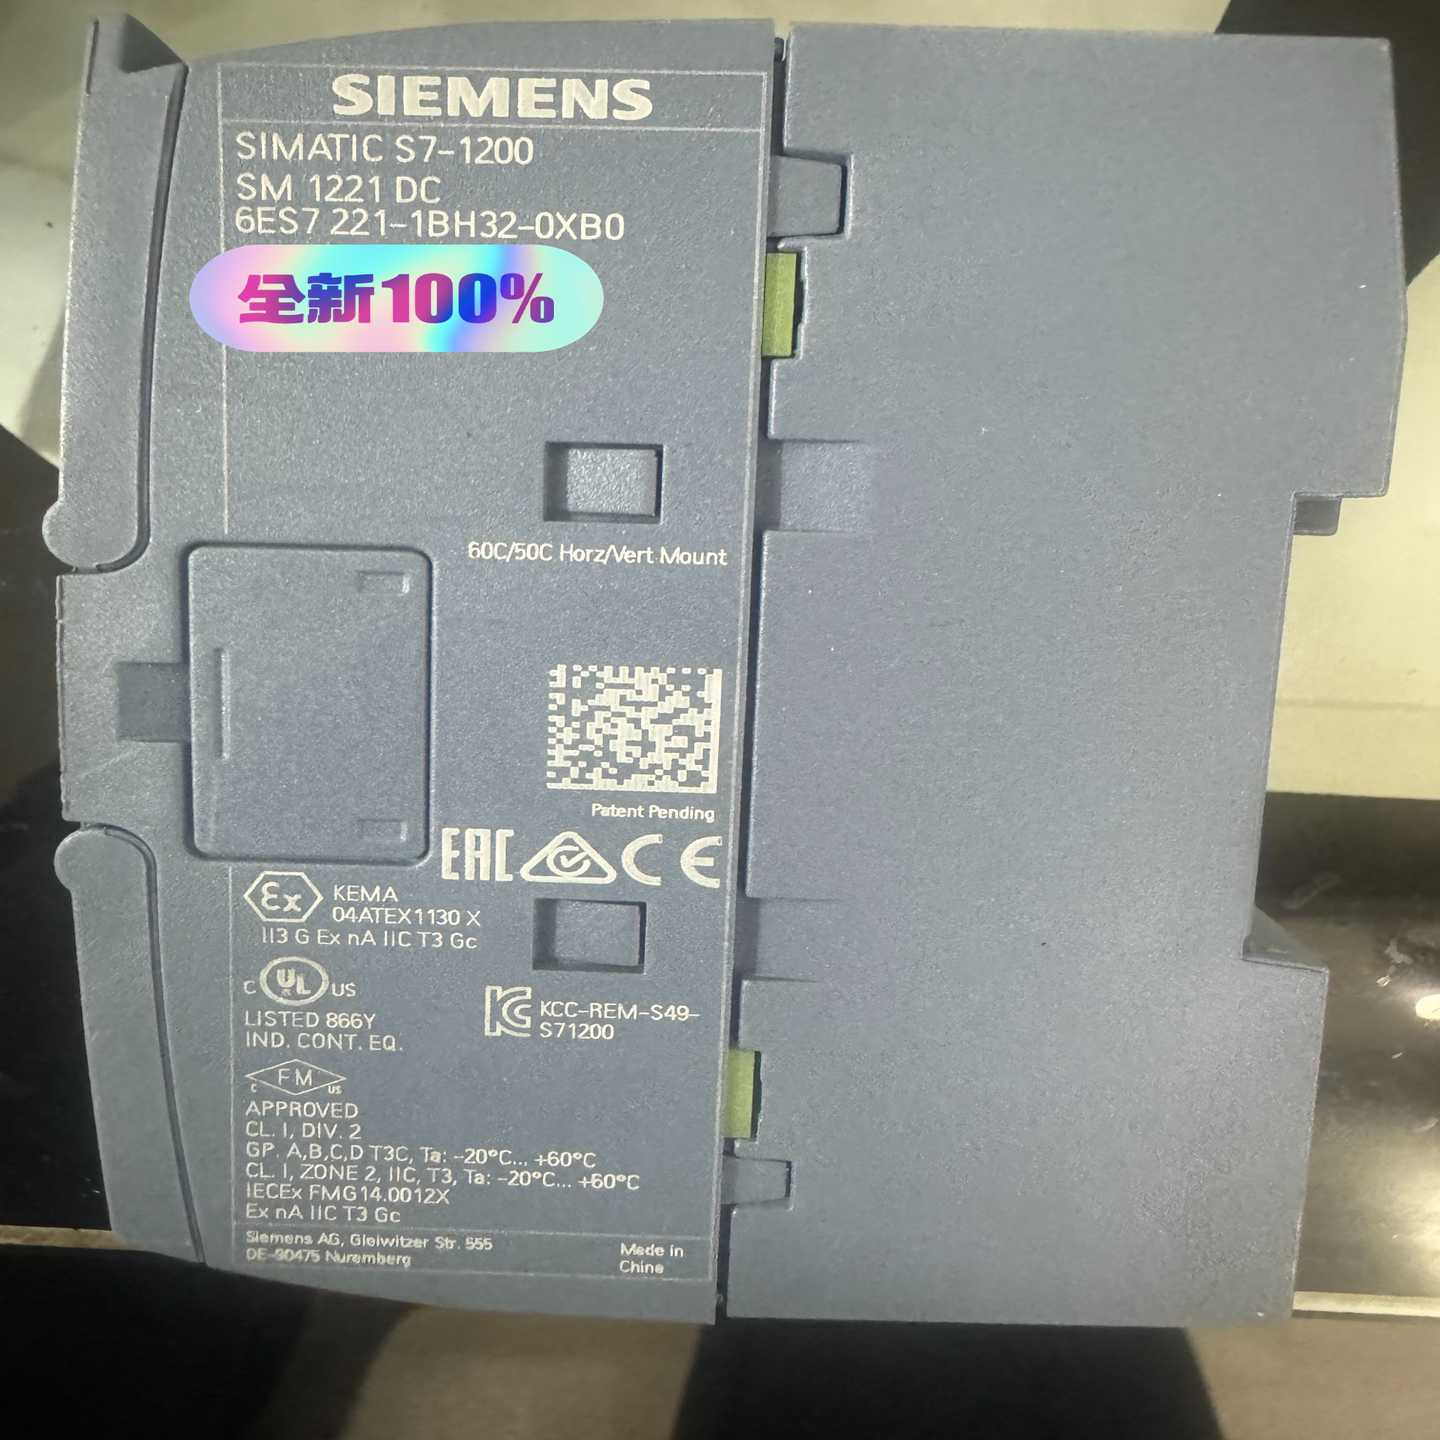 SIEMENS
SIMATIC S7-1200
SM 1221 DC
6ES7 221-1BH32-0XB0
全新100%
60C/50C Horz/Vert Mount
Patent Pending
EAC CE
Ex KEMA
04ATEX1130 X
II3 G Ex nA IIC T3 Gc
C UL US
LISTED 866Y
IND. CONT. EQ.
KCC-REM-S49-
S71200
c FM us
APPROVED
CL. I, DIV. 2
GP. A,B,C,D T3C, Ta: -20°C... +60°C
CL. I, ZONE 2, IIC, T3, Ta: -20°C... +60°C
IECEx FMG14.0012X
Ex nA IIC T3 Gc
Siemens AG, Gleiwitzer Str. 555
DE-90475 Nuremberg
Made in
China